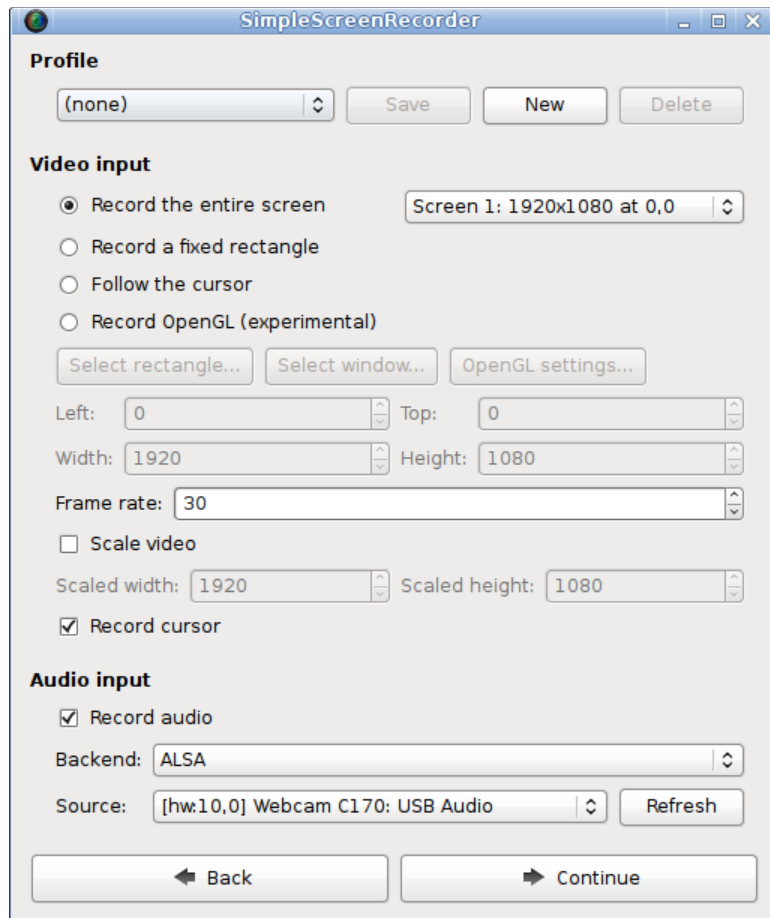 SimpleScreenRecorder
Profile
(none) Save New Delete
Video input
Record the entire screen Screen 1: 1920x1080 at 0,0
Record a fixed rectangle
Follow the cursor
Record OpenGL (experimental)
Select rectangle... Select window... OpenGL settings...
Left: 0 Top: 0
Width: 1920 Height: 1080
Frame rate: 30
Scale video
Scaled width: 1920 Scaled height: 1080
Record cursor
Audio input
Record audio
Backend: ALSA
Source: [hw:10,0] Webcam C170: USB Audio Refresh
Back Continue